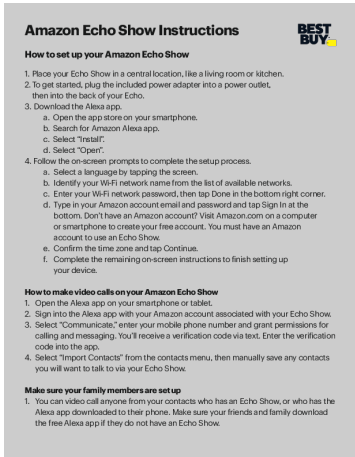 Amazon Echo Show Instructions
BEST
BUY
How to set up your Amazon Echo Show
1. Place your Echo Show in a central location, like a living room or kitchen.
2. To get started, plug the included power adapter into a power outlet,
then into the back of your Echo.
3. Download the Alexa app.
a. Open the app store on your smartphone.
b. Search for Amazon Alexa app.
c. Select "Install".
d. Select "Open".
4. Follow the on-screen prompts to complete the setup process.
a. Select a language by tapping the screen.
b. Identify your Wi-Fi network name from the list of available networks.
c. Enter your Wi-Fi network password, then tap Done in the bottom right corner.
d. Type in your Amazon account email and password and tap Sign In at the
bottom. Don't have an Amazon account? Visit Amazon.com on a computer
or smartphone to create your free account. You must have an Amazon
account to use an Echo Show.
e. Confirm the time zone and tap Continue.
f. Complete the remaining on-screen instructions to finish setting up
your device.
How to make video calls on your Amazon Echo Show
1. Open the Alexa app on your smartphone or tablet.
2. Sign into the Alexa app with your Amazon account associated with your Echo Show.
3. Select "Communicate," enter your mobile phone number and grant permissions for
calling and messaging. You'll receive a verification code via text. Enter the verification
code into the app.
4. Select "Import Contacts" from the contacts menu, then manually save any contacts
you will want to talk to via your Echo Show.
Make sure your family members are set up
1. You can video call anyone from your contacts who has an Echo Show, or who has the
Alexa app downloaded to their phone. Make sure your friends and family download
the free Alexa app if they do not have an Echo Show.